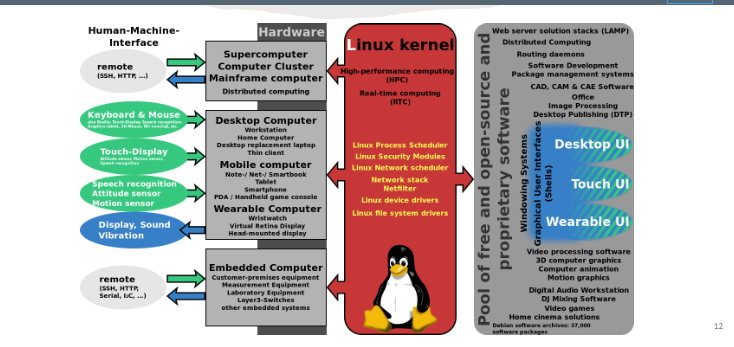 Human-Machine-
Interface
remote
(SSH, HTTP, ...)
Keyboard & Mouse
Touch-Display
Speech recognition
Attitude sensor
Motion sensor
Display, Sound
Vibration
remote
(SSH, HTTP,
Serial, I2C, ...)
Hardware
Supercomputer
Computer Cluster
Mainframe computer
Distributed computing
Desktop Computer
Workstation
Home Computer
Desktop replacement laptop
Thin client
Mobile computer
Note-/ Net-/ Smartbook
Tablet
Smartphone
PDA / Handheld game console
Wearable Computer
Wristwatch
Virtual Retina Display
Head-mounted display
Embedded Computer
Customer-premises equipment
Measurement Equipment
Laboratory Equipment
Layer3-Switches
other embedded systems
Linux kernel
High-performance computing
(HPC)
Real-time computing
(RTC)
Linux Process Scheduler
Linux Security Modules
Linux Network scheduler
Network stack
Netfilter
Linux device drivers
Linux file system drivers
Pool of free and open-source and
proprietary software
Web server solution stacks (LAMP)
Distributed Computing
Routing daemons
Software Development
Package management systems
CAD, CAM & CAE Software
Office
Image Processing
Desktop Publishing (DTP)
Windowing Systems
Graphical User Interfaces
(Shells)
Desktop UI
Touch UI
Wearable UI
Video processing software
3D computer graphics
Computer animation
Motion graphics
Digital Audio Workstation
DJ Mixing Software
Video games
Home cinema solutions
Debian software archives: 37,000
software packages
12